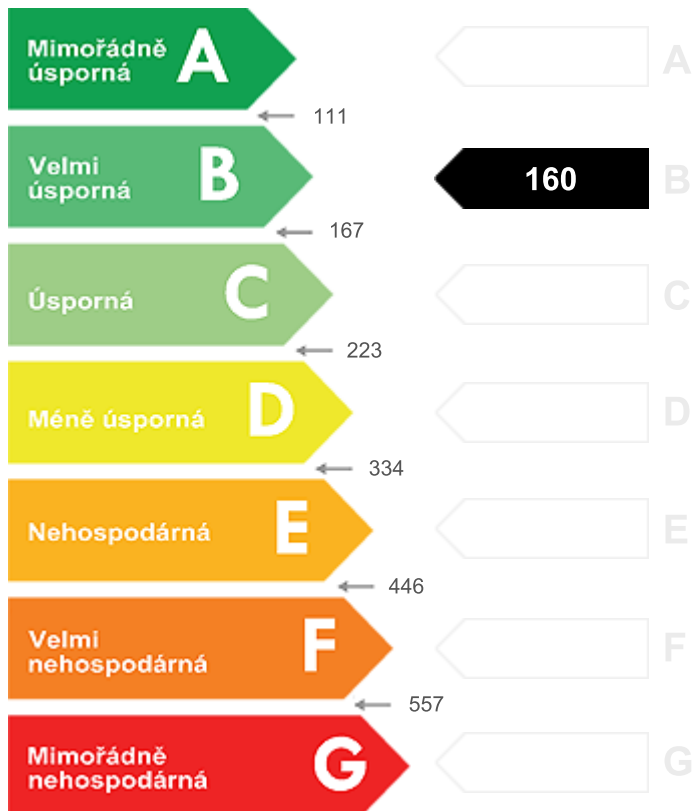 Mimořádně
úsporná
A
A
111
Velmi
úsporná
B
160
B
167
Úsporná
C
C
223
Méně úsporná
D
D
334
Nehospodárná
E
E
446
Velmi
nehospodárná
F
F
557
Mimořádně
nehospodárná
G
G